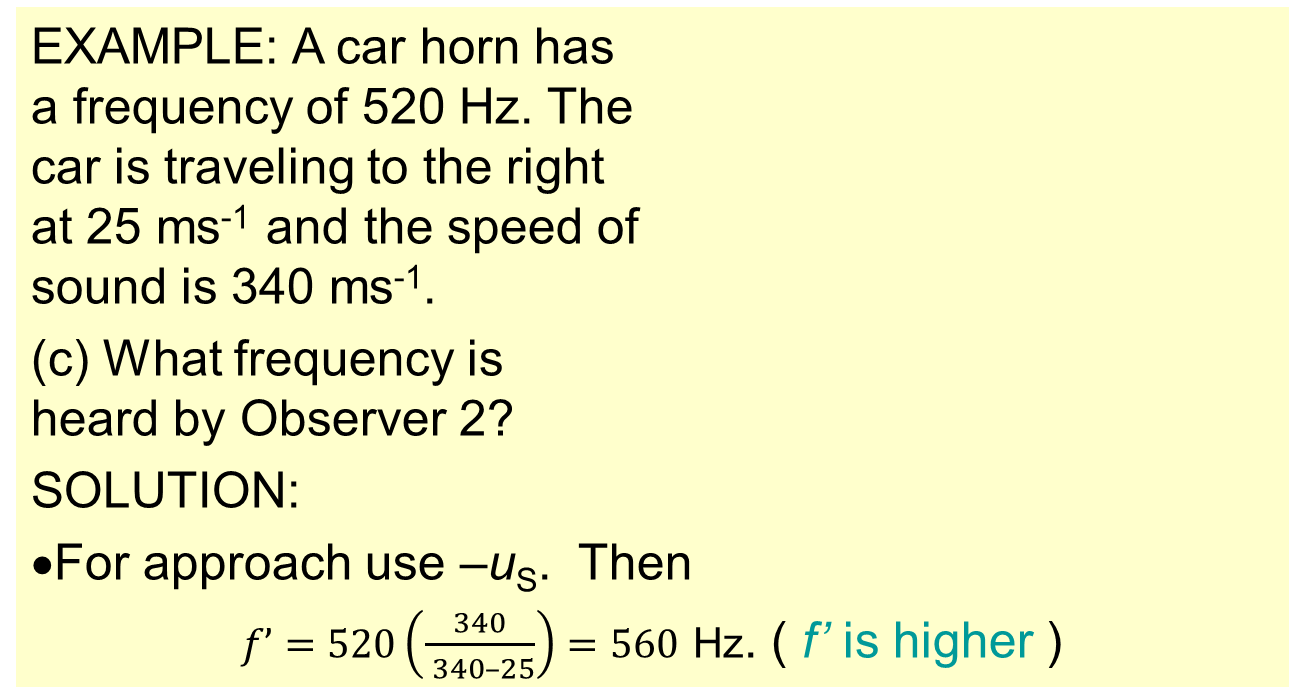 EXAMPLE: A car horn has
a frequency of 520 Hz. The
car is traveling to the right
at 25 ms⁻¹ and the speed of
sound is 340 ms⁻¹.
(c) What frequency is
heard by Observer 2?
SOLUTION:
•For approach use –uₛ. Then
f’ = 520 (340/340–25) = 560 Hz. ( f’ is higher )